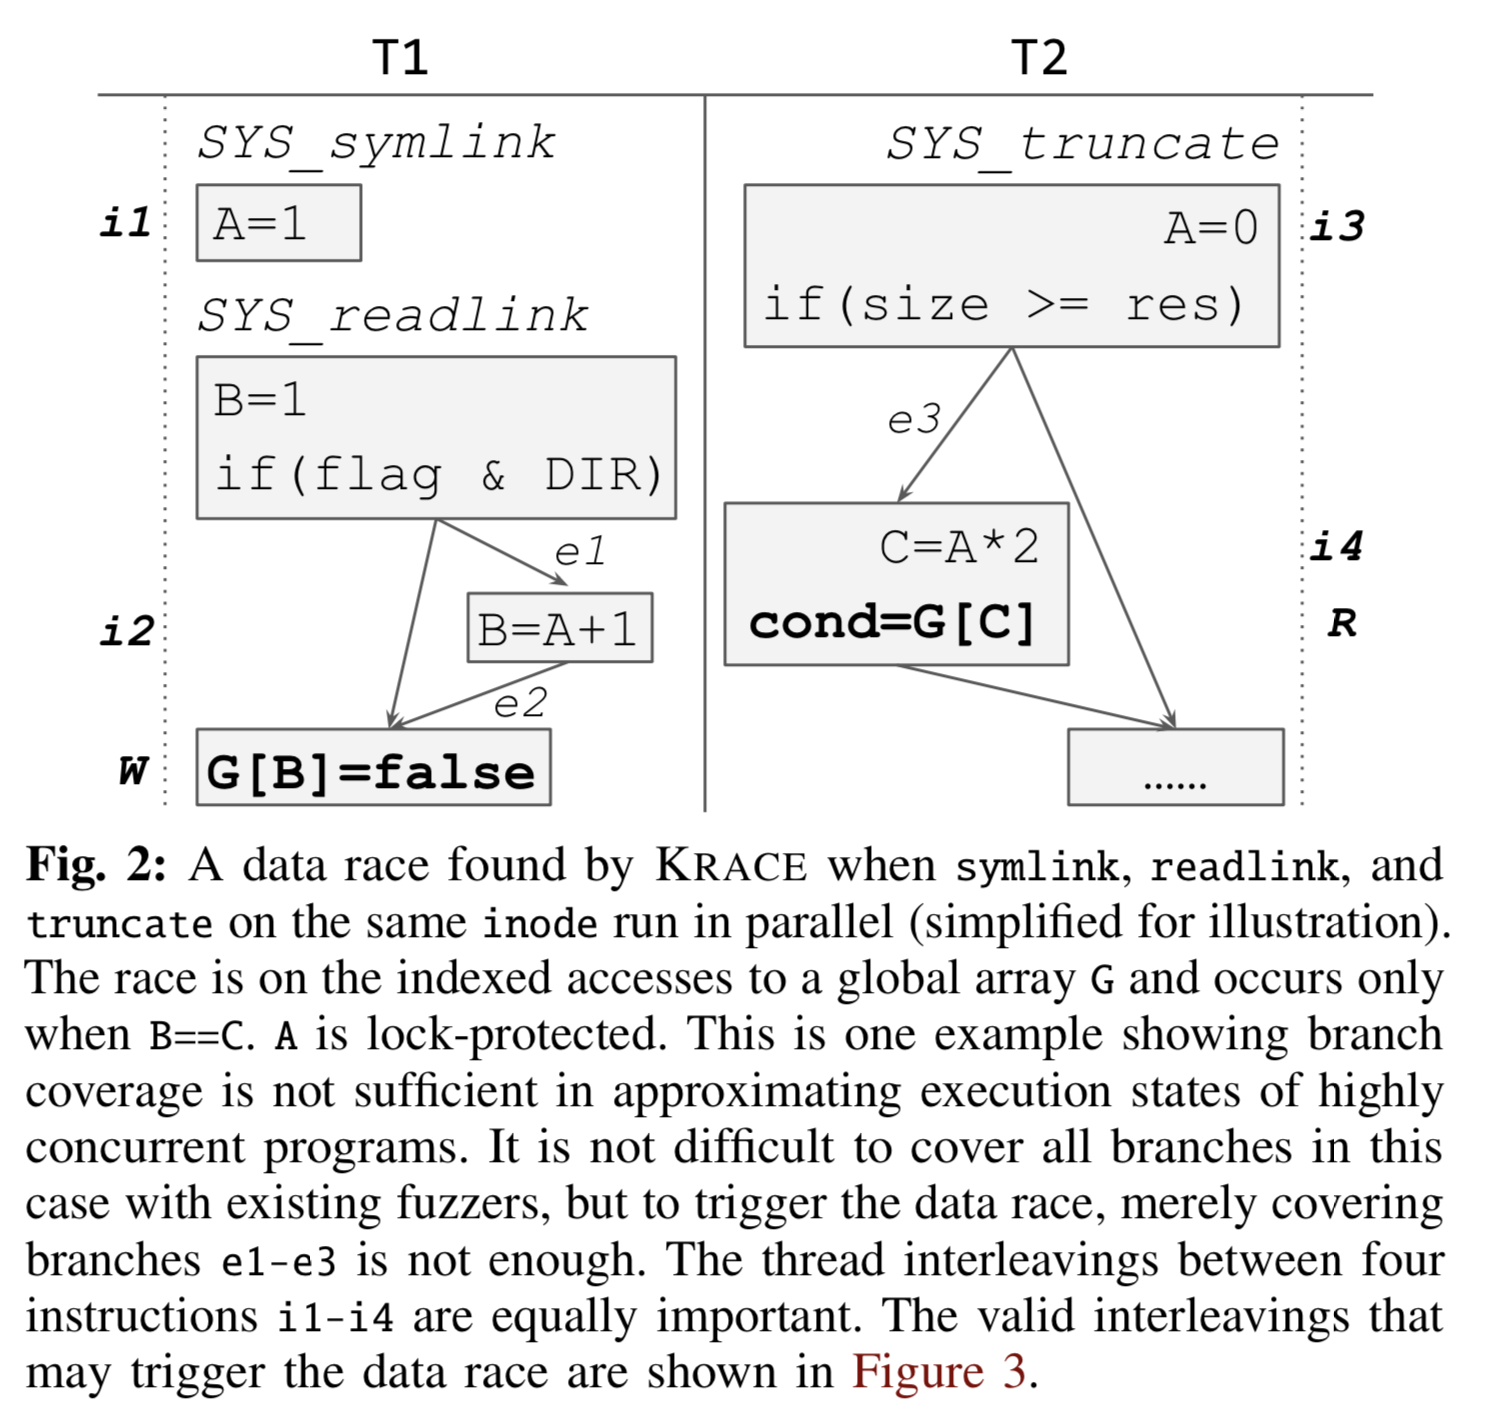 T1
T2
SYS_symlink
i1
A=1
SYS_readlink
B=1
if(flag & DIR)
e1
i2
B=A+1
e2
W
G[B]=false
SYS_truncate
A=0
i3
if(size >= res)
e3
C=A*2
i4
cond=G[C]
R
......
Fig. 2: A data race found by KRACE when symlink, readlink, and
truncate on the same inode run in parallel (simplified for illustration).
The race is on the indexed accesses to a global array G and occurs only
when B==C. A is lock-protected. This is one example showing branch
coverage is not sufficient in approximating execution states of highly
concurrent programs. It is not difficult to cover all branches in this
case with existing fuzzers, but to trigger the data race, merely covering
branches e1-e3 is not enough. The thread interleavings between four
instructions i1-i4 are equally important. The valid interleavings that
may trigger the data race are shown in Figure 3.